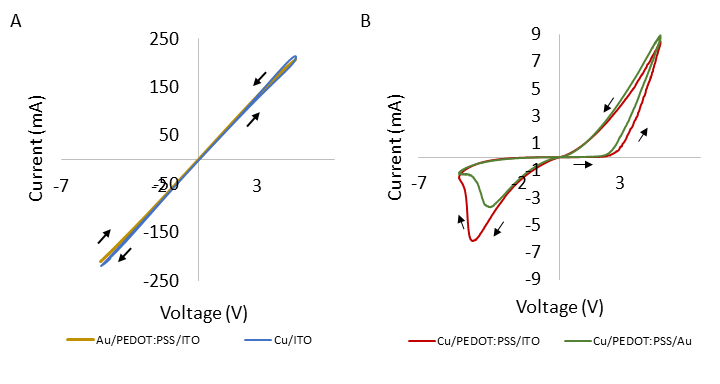 A
250
150
50
-50
-150
-250
-7
3
Current (mA)
Voltage (V)
Au/PEDOT:PSS/ITO
Cu/ITO
B
9
7
5
3
1
-1
-3
-5
-7
-9
-7
-2
3
Current (mA)
Voltage (V)
Cu/PEDOT:PSS/ITO
Cu/PEDOT:PSS/Au